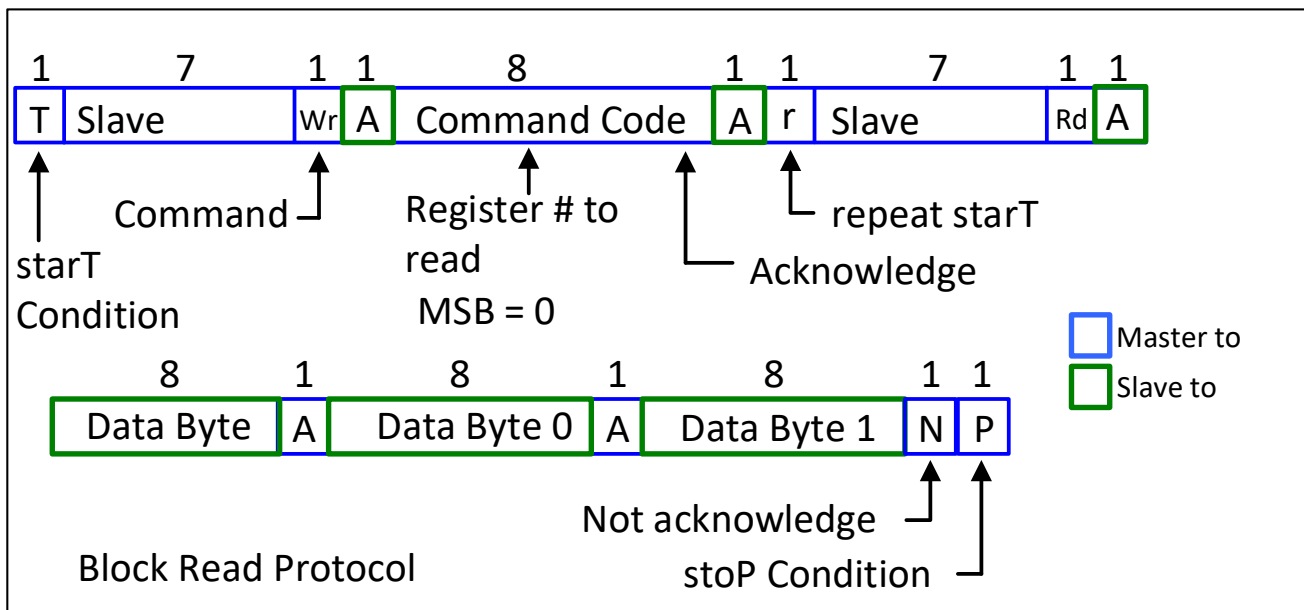 1 7 1 1 8 1 1 7 1 1
T Slave Wr A Command Code A r Slave Rd A
Command
Register # to
read
MSB = 0
repeat starT
Acknowledge
starT
Condition
Master to
Slave to
8 1 8 1 8 1 1
Data Byte A Data Byte 0 A Data Byte 1 N P
Not acknowledge
stoP Condition
Block Read Protocol